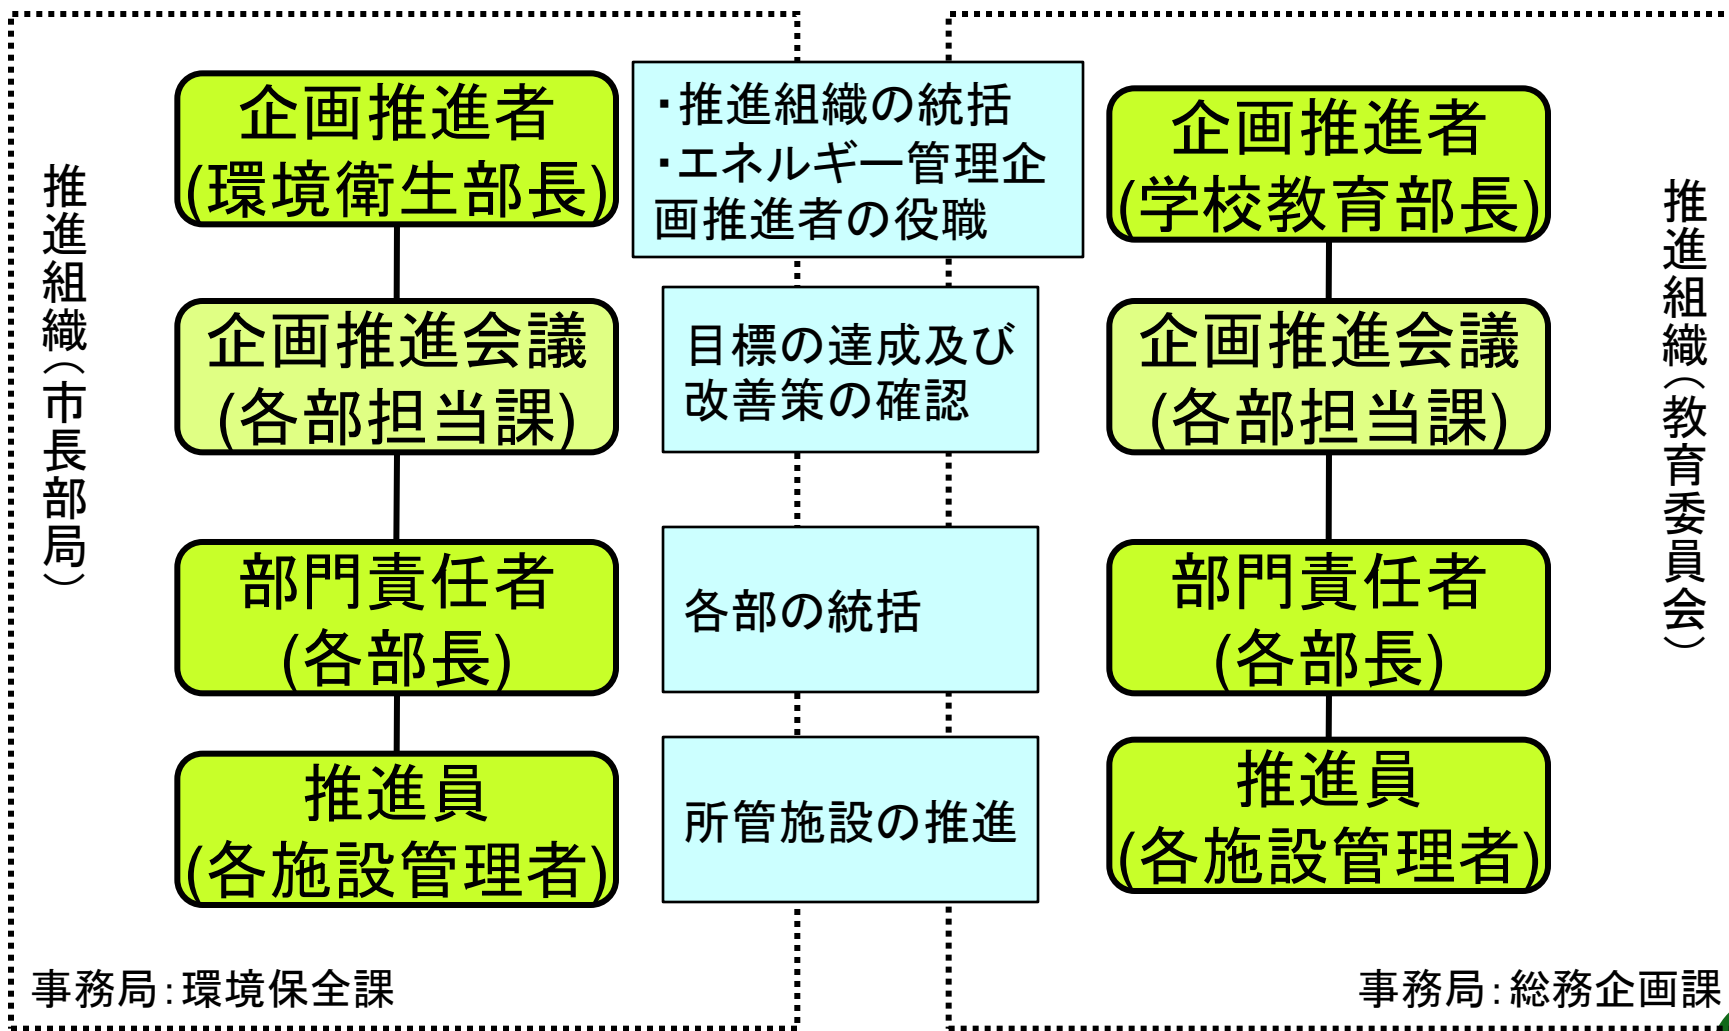 推進組織（市長部局）
企画推進者
(環境衛生部長)
企画推進会議
(各部担当課)
部門責任者
(各部長)
推進員
(各施設管理者)
事務局：環境保全課
・推進組織の統括
・エネルギー管理企
画推進者の役職
目標の達成及び
改善策の確認
各部の統括
所管施設の推進
企画推進者
(学校教育部長)
企画推進会議
(各部担当課)
部門責任者
(各部長)
推進員
(各施設管理者)
推進組織（教育委員会）
事務局：総務企画課